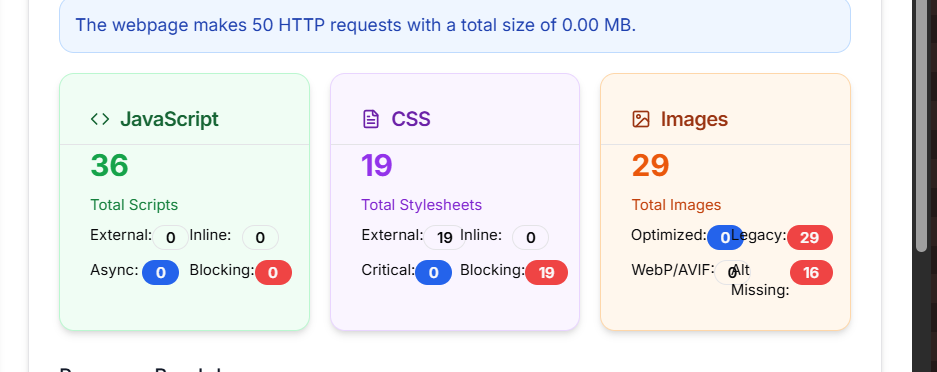 The webpage makes 50 HTTP requests with a total size of 0.00 MB.
JavaScript
36
Total Scripts
External: 0 Inline: 0
Async: 0 Blocking: 0
CSS
19
Total Stylesheets
External: 19 Inline: 0
Critical: 0 Blocking: 19
Images
29
Total Images
Optimized: 0 Legacy: 29
WebP/AVIF: 0 Alt Missing: 16